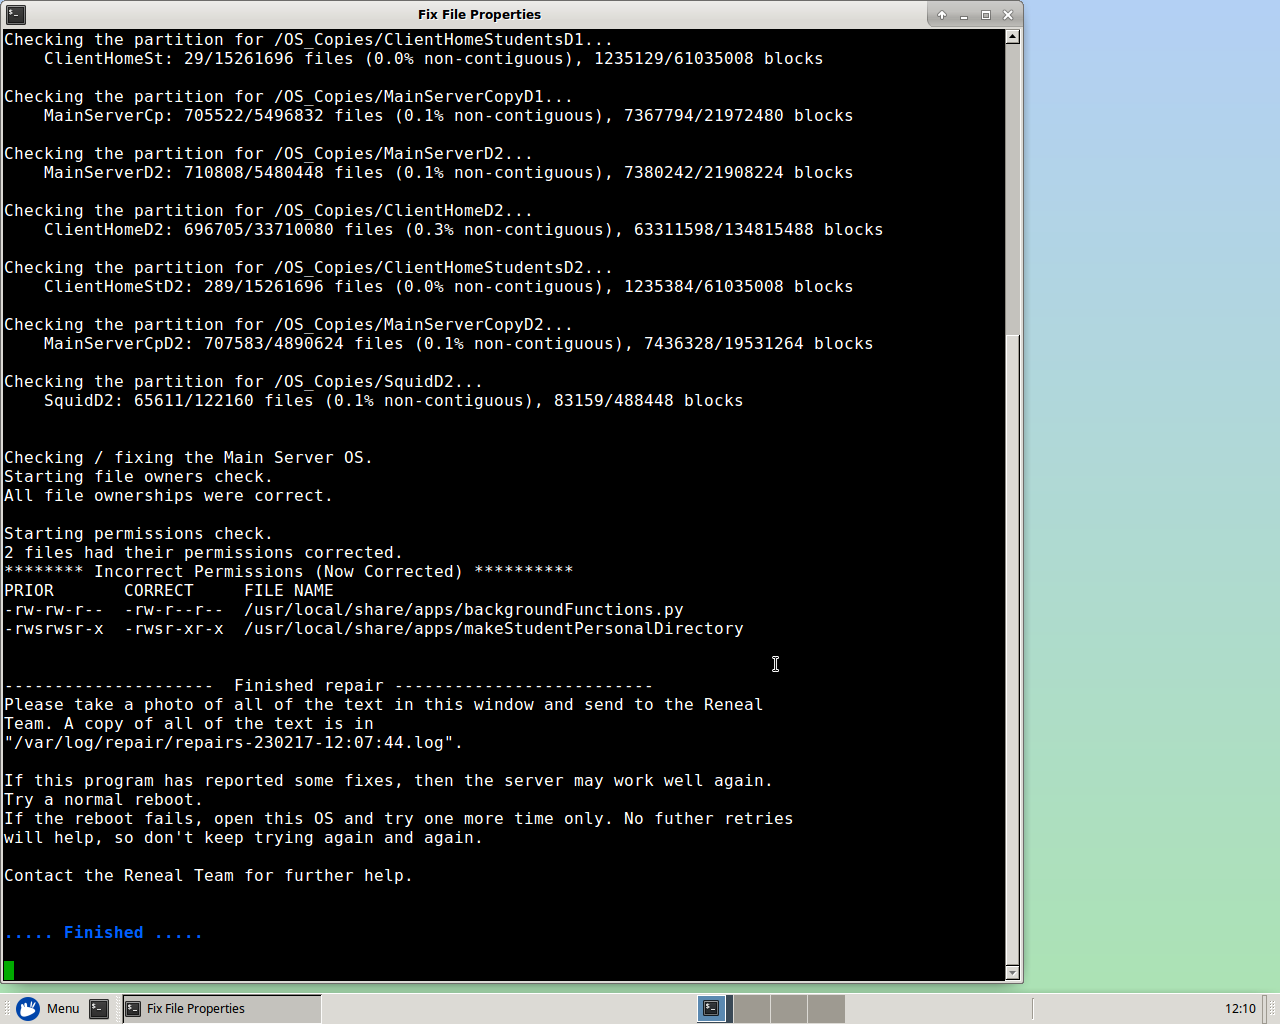 Fix File Properties
Checking the partition for /OS_Copies/ClientHomeStudentsD1...
    ClientHomeSt: 29/15261696 files (0.0% non-contiguous), 1235129/61035008 blocks

Checking the partition for /OS_Copies/MainServerCopyD1...
    MainServerCp: 705522/5496832 files (0.1% non-contiguous), 7367794/21972480 blocks

Checking the partition for /OS_Copies/MainServerD2...
    MainServerD2: 710808/5480448 files (0.1% non-contiguous), 7380242/21908224 blocks

Checking the partition for /OS_Copies/ClientHomeD2...
    ClientHomeD2: 696705/33710080 files (0.3% non-contiguous), 63311598/134815488 blocks

Checking the partition for /OS_Copies/ClientHomeStudentsD2...
    ClientHomeStD2: 289/15261696 files (0.0% non-contiguous), 1235384/61035008 blocks

Checking the partition for /OS_Copies/MainServerCopyD2...
    MainServerCpD2: 707583/4890624 files (0.1% non-contiguous), 7436328/19531264 blocks

Checking the partition for /OS_Copies/SquidD2...
    SquidD2: 65611/122160 files (0.1% non-contiguous), 83159/488448 blocks

Checking / fixing the Main Server OS.
Starting file owners check.
All file ownerships were correct.

Starting permissions check.
2 files had their permissions corrected.
******** Incorrect Permissions (Now Corrected) **********
PRIOR       CORRECT     FILE NAME
-rw-rw-r--  -rw-r--r--  /usr/local/share/apps/backgroundFunctions.py
-rwsrwsr-x  -rwsr-xr-x  /usr/local/share/apps/makeStudentPersonalDirectory

---------------------  Finished repair --------------------------
Please take a photo of all of the text in this window and send to the Reneal
Team. A copy of all of the text is in
"/var/log/repair/repairs-230217-12:07:44.log".

If this program has reported some fixes, then the server may work well again.
Try a normal reboot.
If the reboot fails, open this OS and try one more time only. No futher retries
will help, so don't keep trying again and again.

Contact the Reneal Team for further help.

..... Finished .....
Menu
Fix File Properties
12:10